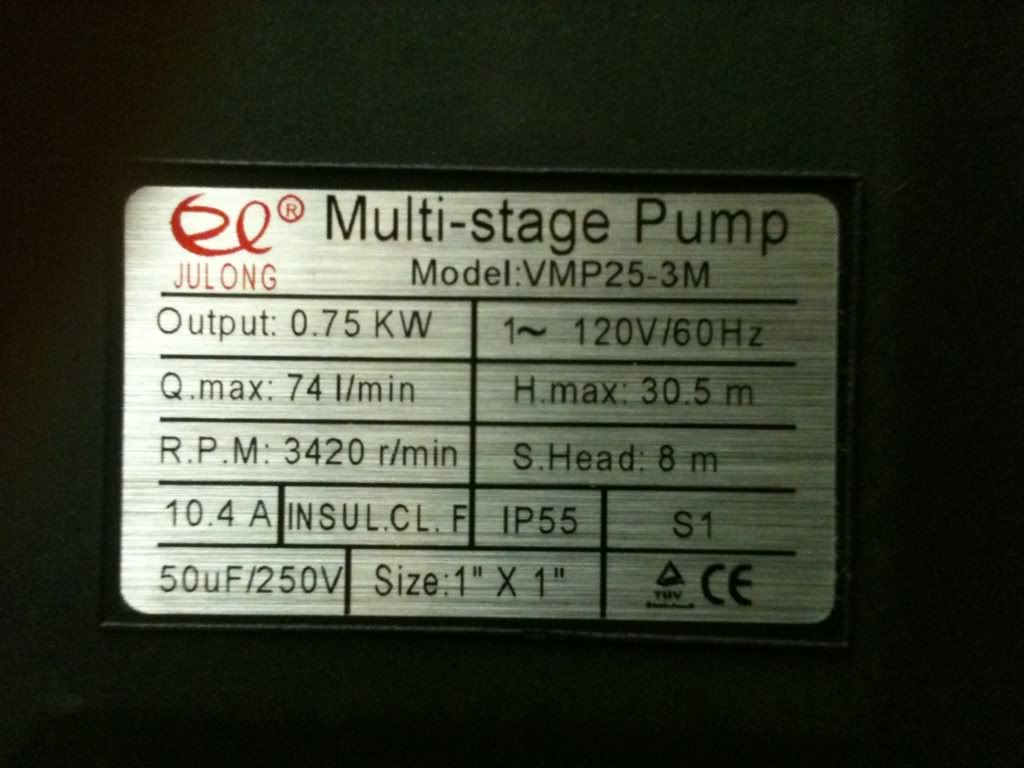 ® Multi-stage Pump
JULONG
Model:VMP25-3M
Output: 0.75 KW
1~ 120V/60Hz
Q.max: 74 l/min
H.max: 30.5 m
R.P.M: 3420 r/min
S.Head: 8 m
10.4 A
INSUL.CL. F
IP55
S1
50uF/250V
Size:1" X 1"
TÜV
CE